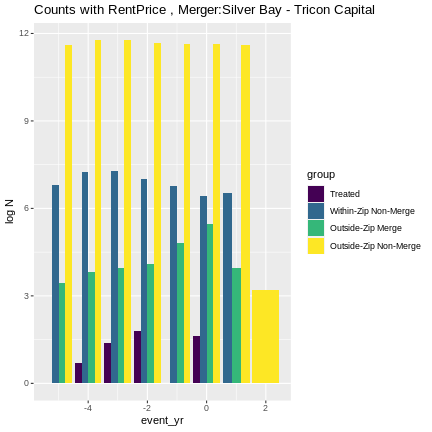 Counts with RentPrice , Merger:Silver Bay - Tricon Capital
12
9
6
3
0
log N
-4
-2
0
2
event_yr
group
Treated
Within-Zip Non-Merge
Outside-Zip Merge
Outside-Zip Non-Merge